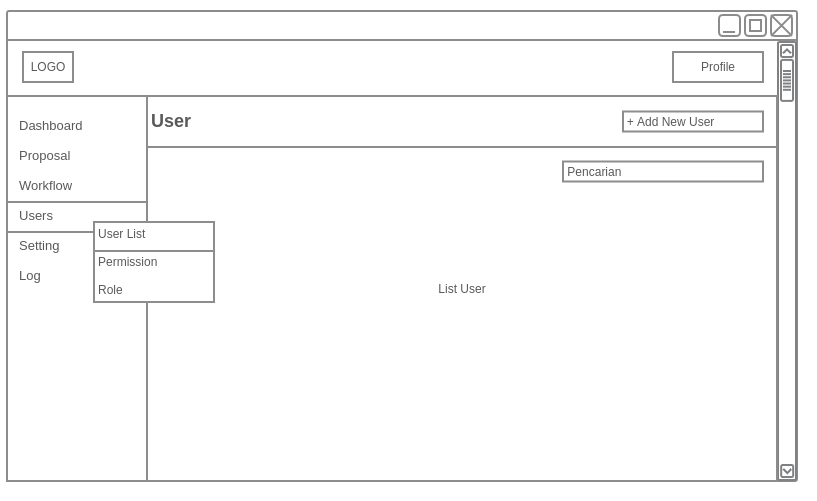 LOGO
Profile
Dashboard
Proposal
Workflow
Users
Setting
Log
User List
Permission
Role
User
+ Add New User
Pencarian
List User